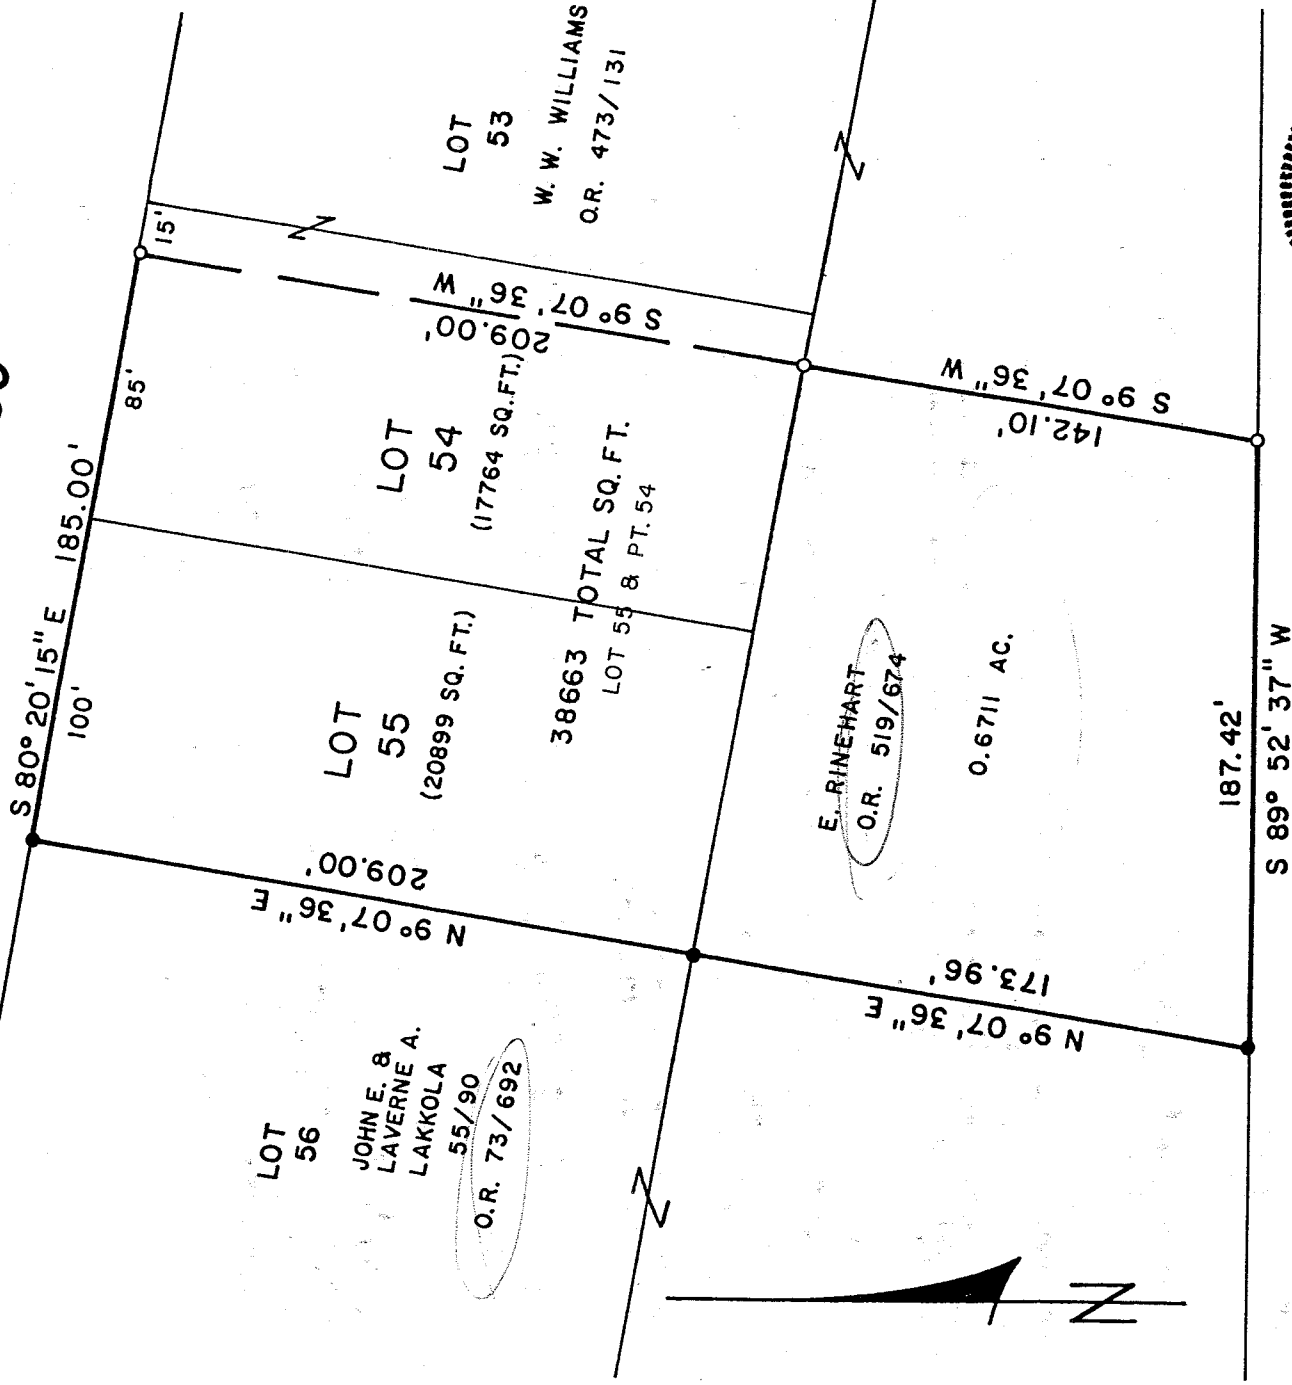 S 80° 20' 15" E 185.00'
100'
85'
15'
LOT
53
W. W. WILLIAMS
O.R. 473/131
LOT
54
(17764 SQ.FT.)
S 9° 07' 36" W
209.00'
LOT
55
(20899 SQ. FT.)
38663 TOTAL SQ. FT.
LOT 55 & PT. 54
N 9° 07' 36" E
209.00'
LOT
56
JOHN E. &
LAVERNE A.
LAKKOLA
55/90
O.R. 73/692
E. RINEHART
O.R. 519/674
0.6711 AC.
S 9° 07' 36" W
142.10'
N 9° 07' 36" E
173.96'
187.42'
S 89° 52' 37" W
N